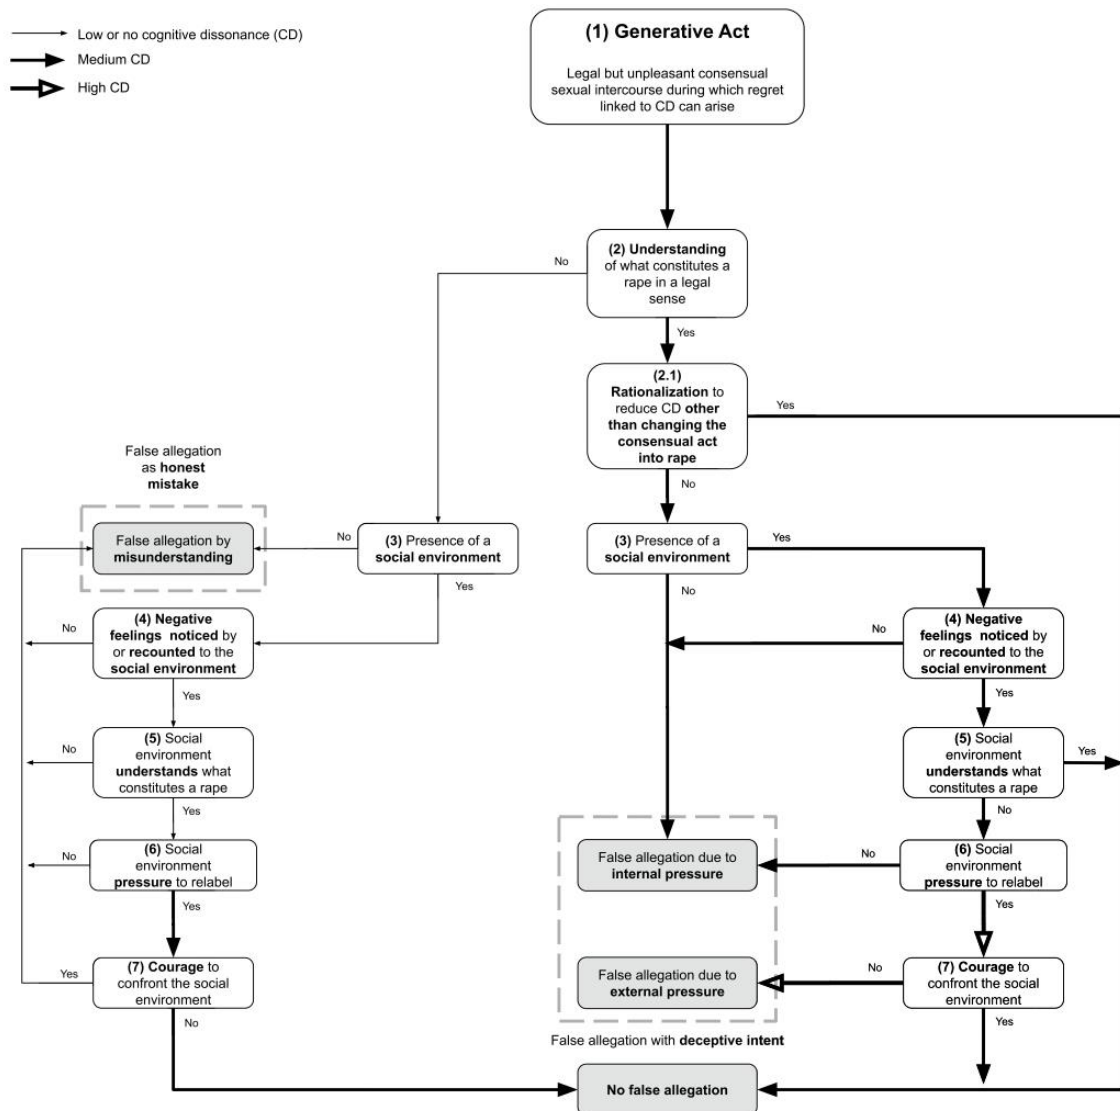 Low or no cognitive dissonance (CD)
Medium CD
High CD
(1) Generative Act
Legal but unpleasant consensual
sexual intercourse during which regret
linked to CD can arise
(2) Understanding
of what constitutes a
rape in a legal
sense
No
Yes
(2.1)
Rationalization to
reduce CD other
than changing the
consensual act
into rape
Yes
No
False allegation
as honest
mistake
False allegation by
misunderstanding
No
(3) Presence of a
social environment
Yes
(3) Presence of a
social environment
Yes
No
(4) Negative
feelings noticed by
or recounted to the
social environment
No
Yes
(4) Negative
feelings noticed by
or recounted to the
social environment
No
Yes
(5) Social
environment
understands what
constitutes a rape
No
Yes
(5) Social
environment
understands what
constitutes a rape
Yes
No
(6) Social
environment
pressure to relabel
No
Yes
False allegation due to
internal pressure
No
(6) Social
environment
pressure to relabel
Yes
(7) Courage to
confront the social
environment
Yes
No
False allegation due to
external pressure
No
(7) Courage to
confront the social
environment
Yes
False allegation with deceptive intent
No false allegation